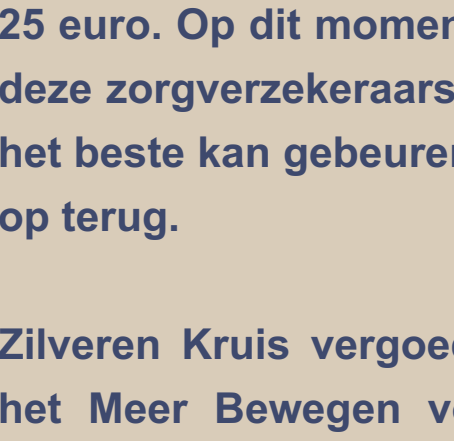 25 euro. Op dit momen
deze zorgverzekeraars
het beste kan gebeuren
op terug.
Zilveren Kruis vergoed
het Meer Bewegen v